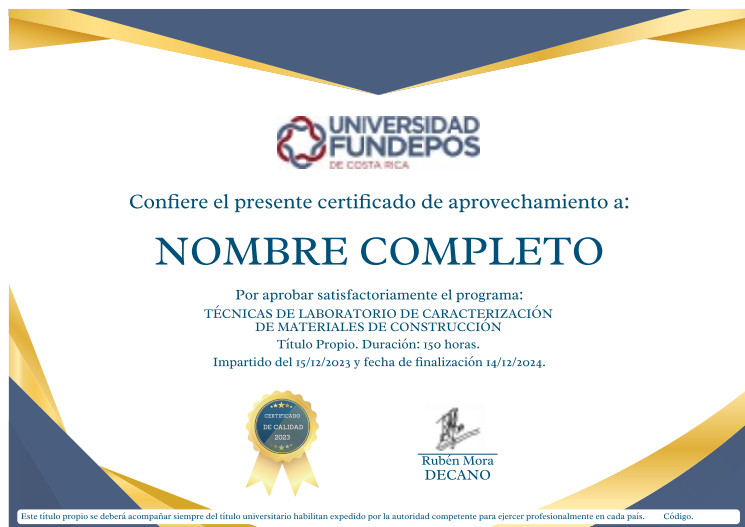 UNIVERSIDAD
FUNDEPOS
DE COSTA RICA
Confiere el presente certificado de aprovechamiento a:
NOMBRE COMPLETO
Por aprobar satisfactoriamente el programa:
TÉCNICAS DE LABORATORIO DE CARACTERIZACIÓN
DE MATERIALES DE CONSTRUCCIÓN
Título Propio. Duración: 150 horas.
Impartido del 15/12/2023 y fecha de finalización 14/12/2024.
CERTIFICADO
DE CALIDAD
2023
Rubén Mora
DECANO
Este título propio se deberá acompañar siempre del título universitario habilitan expedido por la autoridad competente para ejercer profesionalmente en cada país. Código.